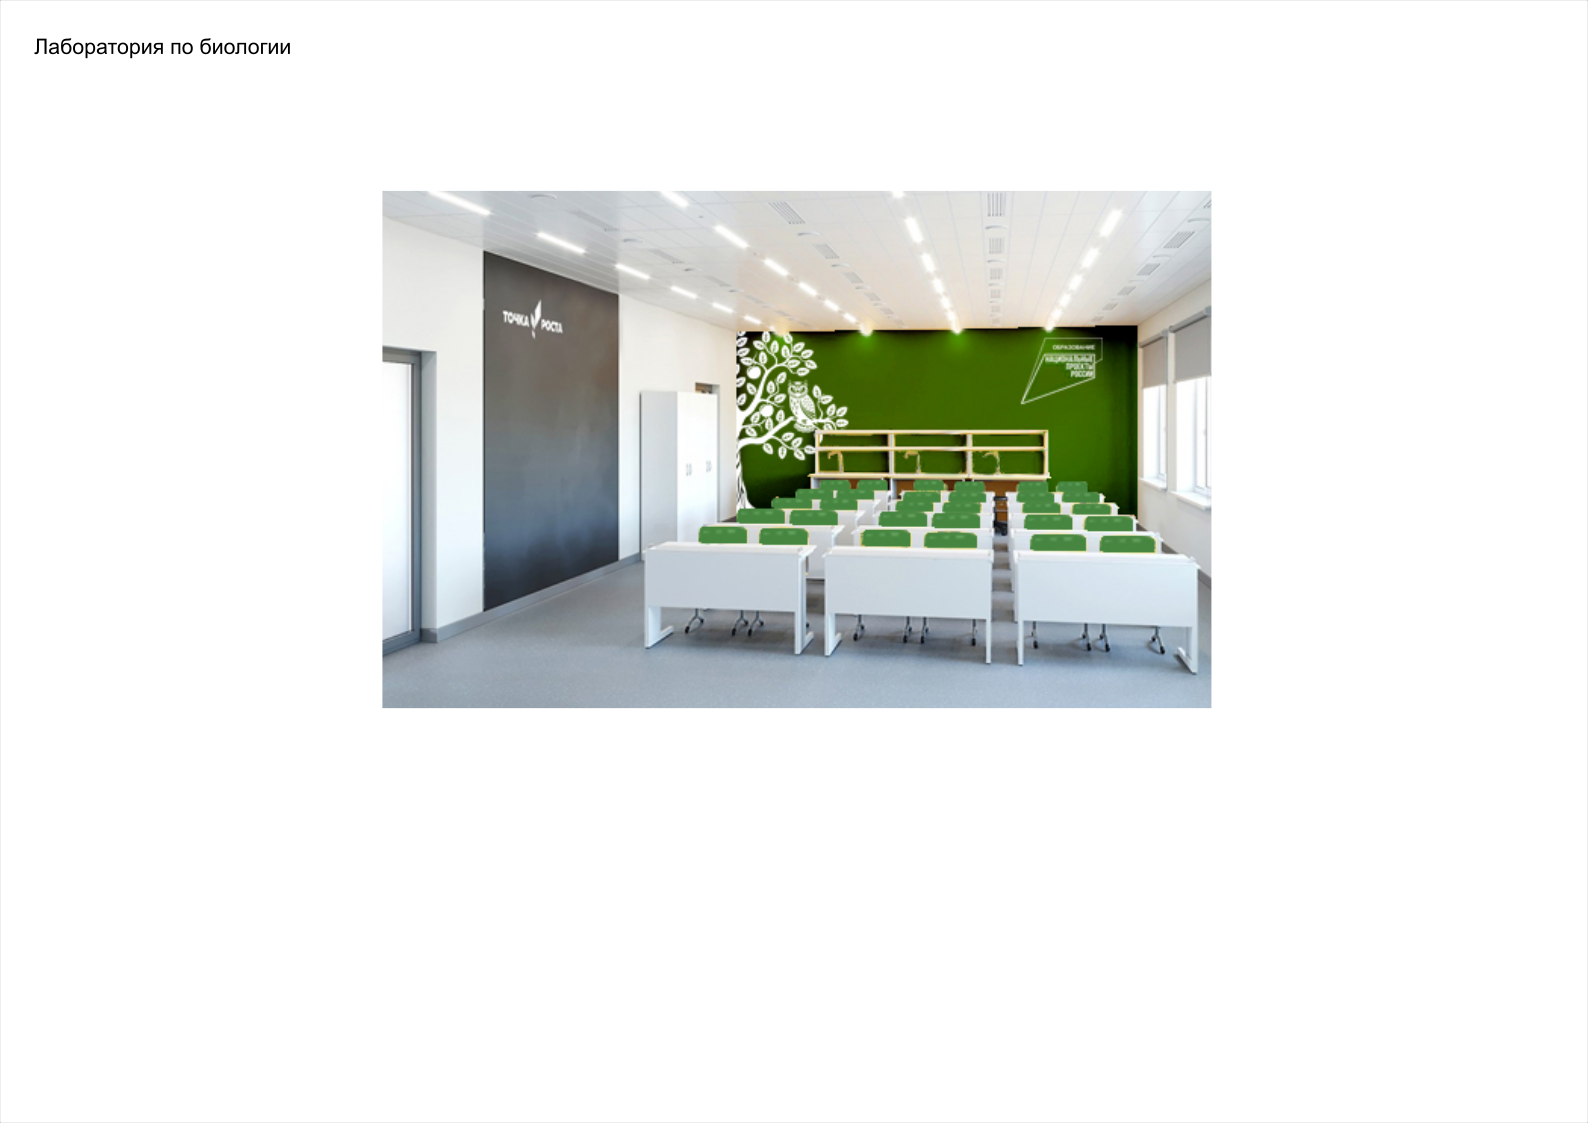 Лаборатория по биологии
ТОЧКА РОСТА
ОБРАЗОВАНИЕ
НАЦИОНАЛЬНЫЕ
ПРОЕКТЫ
РОССИИ